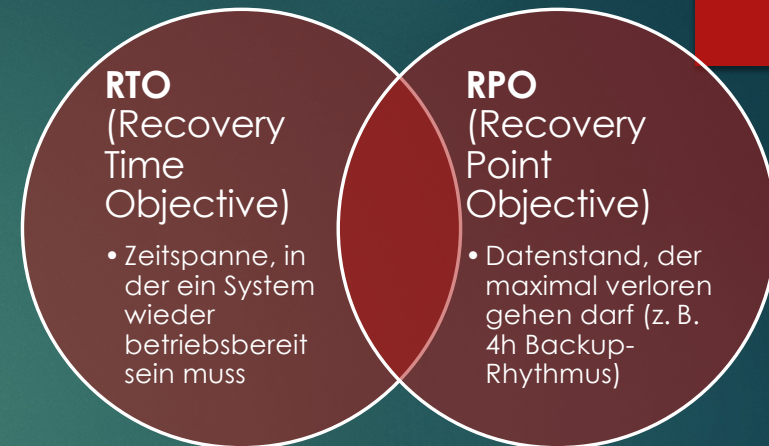 RTO
(Recovery
Time
Objective)
• Zeitspanne, in
der ein System
wieder
betriebsbereit
sein muss
RPO
(Recovery
Point
Objective)
• Datenstand, der
maximal verloren
gehen darf (z. B.
4h Backup-
Rhythmus)